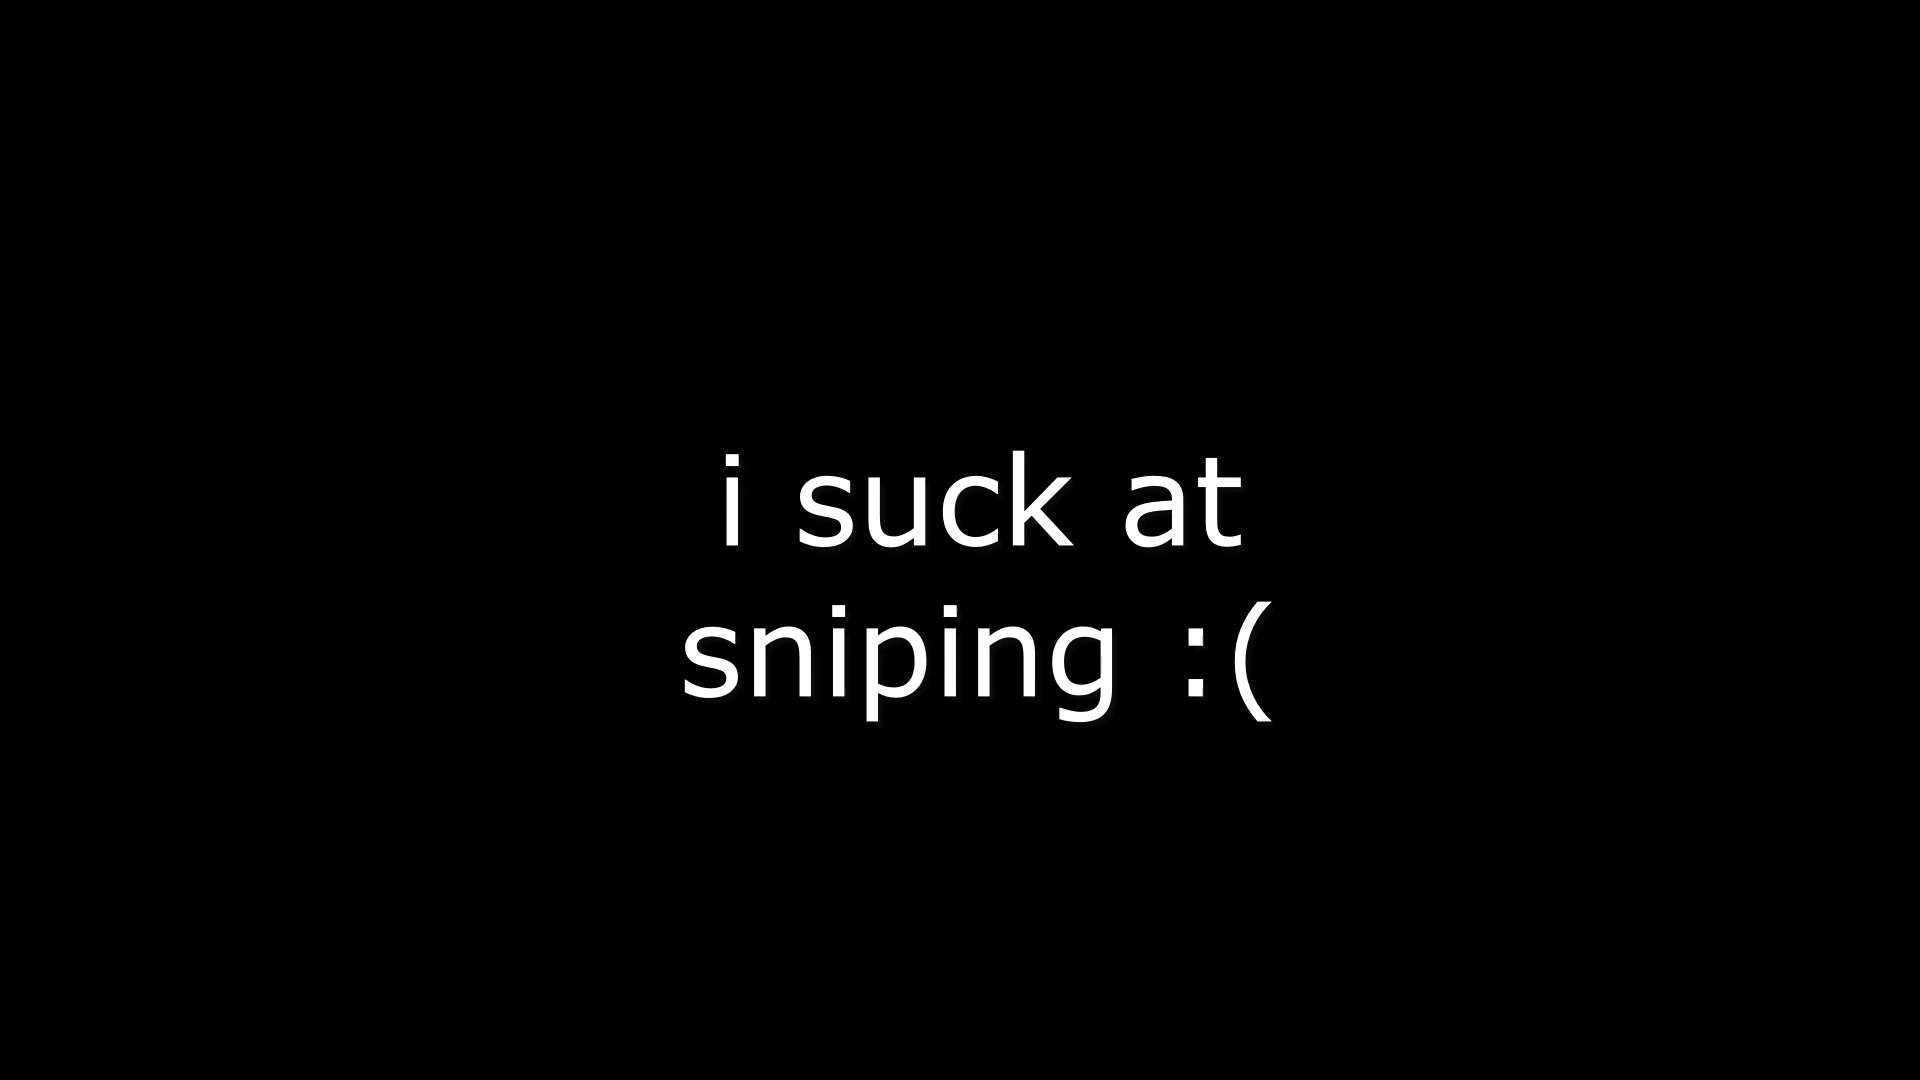 i suck at
sniping :(